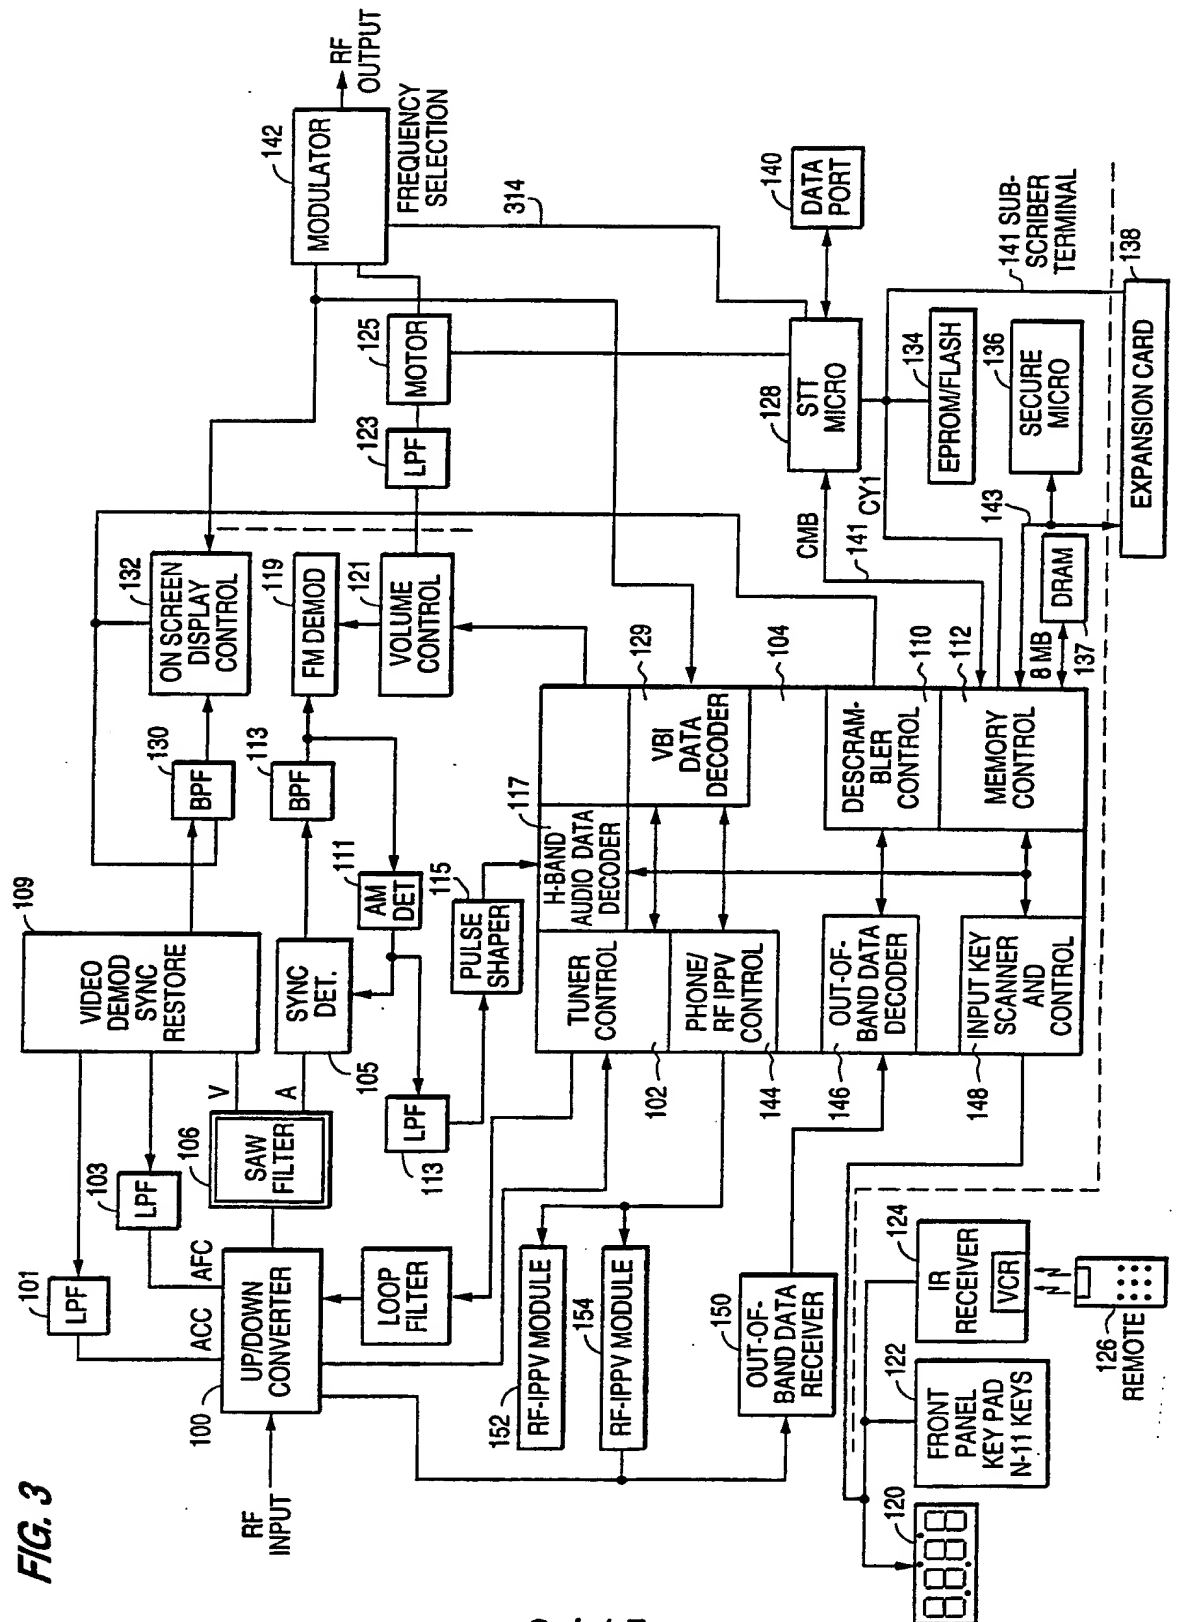 FIG. 3
RF
INPUT
100
UP/DOWN
CONVERTER
ACC
AFC
101
LPF
103
LPF
106
SAW
FILTER
V
A
109
VIDEO
DEMOD
SYNC
RESTORE
105
SYNC
DET.
LOOP
FILTER
113
LPF
111
AM
DET
115
PULSE
SHAPER
130
BPF
113
BPF
132
ON SCREEN
DISPLAY
CONTROL
119
FM DEMOD
121
VOLUME
CONTROL
123
LPF
125
MOTOR
142
MODULATOR
RF
OUTPUT
FREQUENCY
SELECTION
314
152
RF-IPPV MODULE
154
RF-IPPV MODULE
150
OUT-OF-
BAND DATA
RECEIVER
102
TUNER
CONTROL
144
PHONE/
RF IPPV
CONTROL
146
OUT-OF-
BAND DATA
DECODER
148
INPUT KEY
SCANNER
AND
CONTROL
117
H-BAND
AUDIO DATA
DECODER
129
VBI
DATA
DECODER
104
110
DESCRAM-
BLER
CONTROL
112
MEMORY
CONTROL
CMB
141
CY1
128
STT
MICRO
140
DATA
PORT
134
EPROM/FLASH
136
SECURE
MICRO
143
8 MB
DRAM
137
141 SUB-
SCRIBER
TERMINAL
138
EXPANSION CARD
120
8:8.8:8
122
FRONT
PANEL
KEY PAD
N-11 KEYS
124
IR
RECEIVER
VCR
126
REMOTE